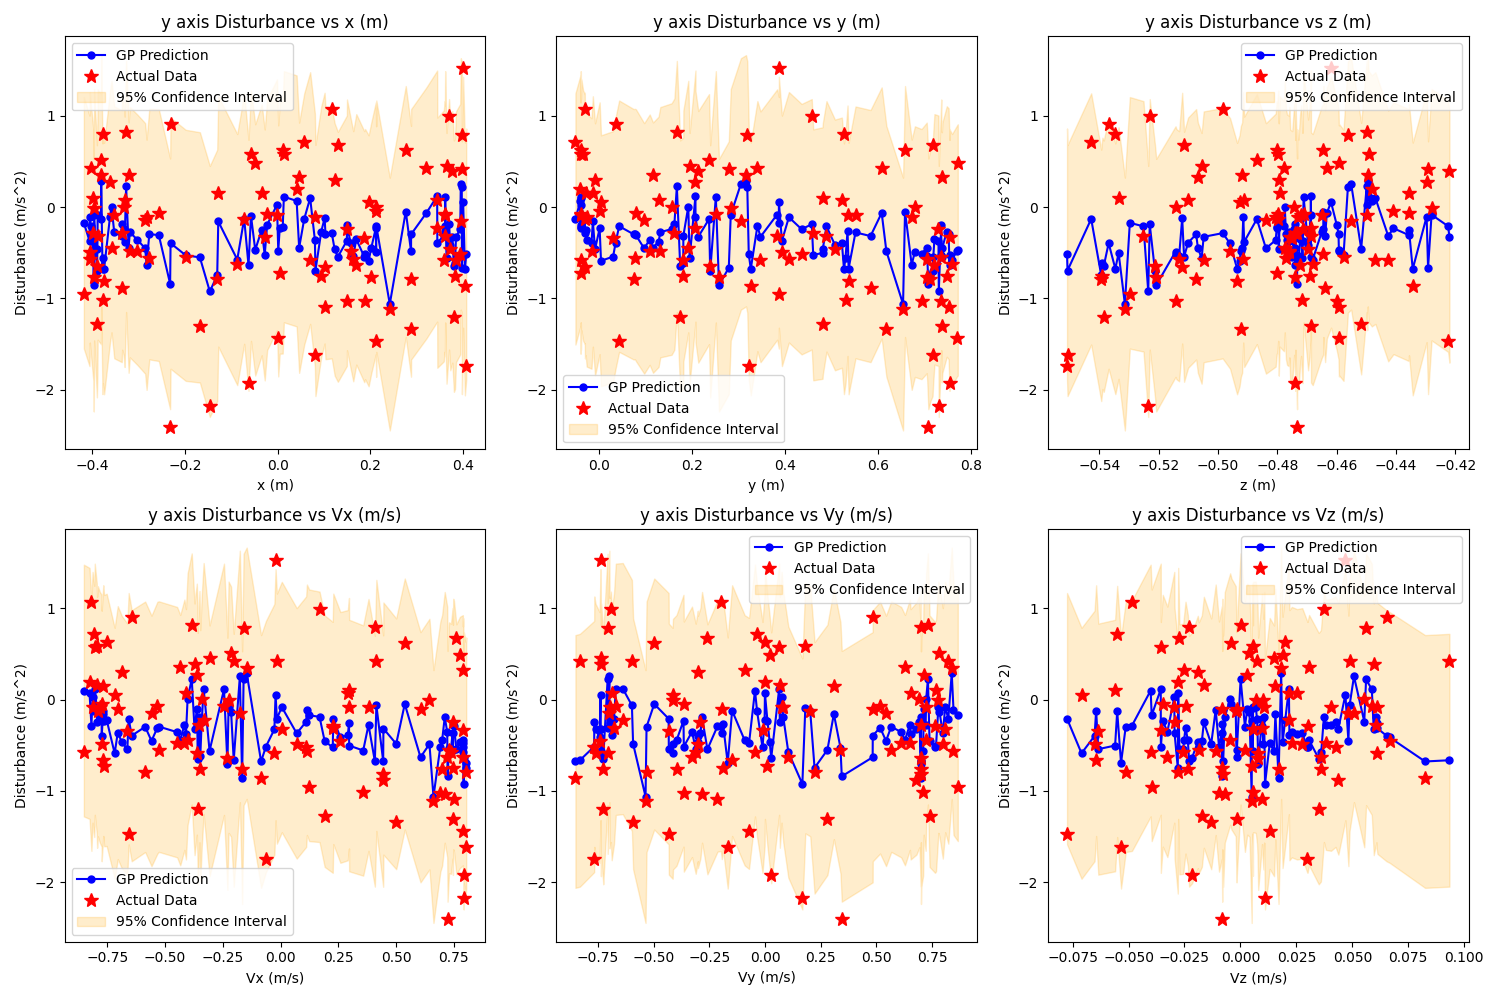 y axis Disturbance vs x (m)
GP Prediction
Actual Data
95% Confidence Interval
Disturbance (m/s^2)
1
0
−1
−2
−0.4 −0.2 0.0 0.2 0.4
x (m)
y axis Disturbance vs y (m)
Disturbance (m/s^2)
1
0
−1
−2
GP Prediction
Actual Data
95% Confidence Interval
0.0 0.2 0.4 0.6 0.8
y (m)
y axis Disturbance vs z (m)
GP Prediction
Actual Data
95% Confidence Interval
Disturbance (m/s^2)
1
0
−1
−2
−0.54 −0.52 −0.50 −0.48 −0.46 −0.44 −0.42
z (m)
y axis Disturbance vs Vx (m/s)
Disturbance (m/s^2)
1
0
−1
−2
GP Prediction
Actual Data
95% Confidence Interval
−0.75 −0.50 −0.25 0.00 0.25 0.50 0.75
Vx (m/s)
y axis Disturbance vs Vy (m/s)
GP Prediction
Actual Data
95% Confidence Interval
Disturbance (m/s^2)
1
0
−1
−2
−0.75 −0.50 −0.25 0.00 0.25 0.50 0.75
Vy (m/s)
y axis Disturbance vs Vz (m/s)
GP Prediction
Actual Data
95% Confidence Interval
Disturbance (m/s^2)
1
0
−1
−2
−0.075 −0.050 −0.025 0.000 0.025 0.050 0.075 0.100
Vz (m/s)